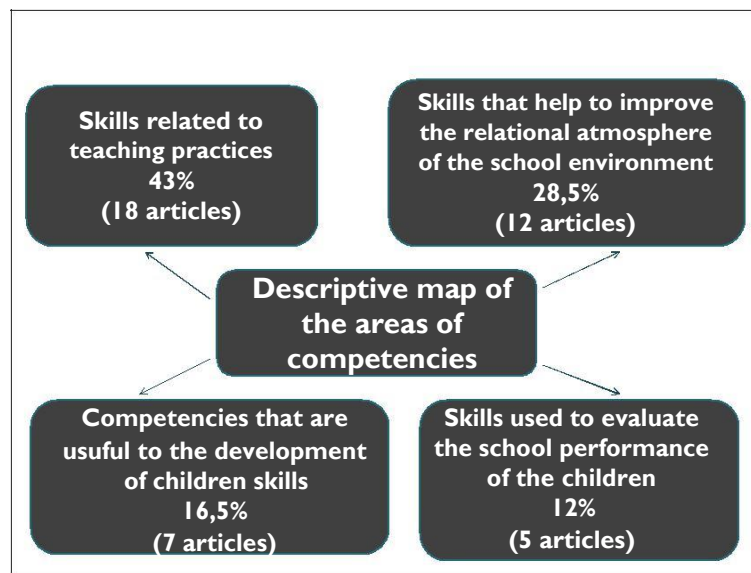 Skills related to
teaching practices
43%
(18 articles)
Skills that help to improve
the relational atmosphere
of the school environment
28,5%
(12 articles)
Descriptive map of
the areas of
competencies
Competencies that are
usuful to the development
of children skills
16,5%
(7 articles)
Skills used to evaluate
the school performance
of the children
12%
(5 articles)